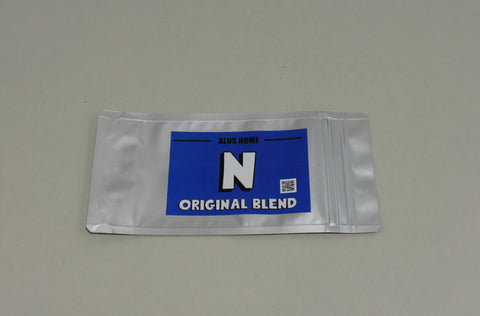 ALUS HOME
N
ORIGINAL BLEND